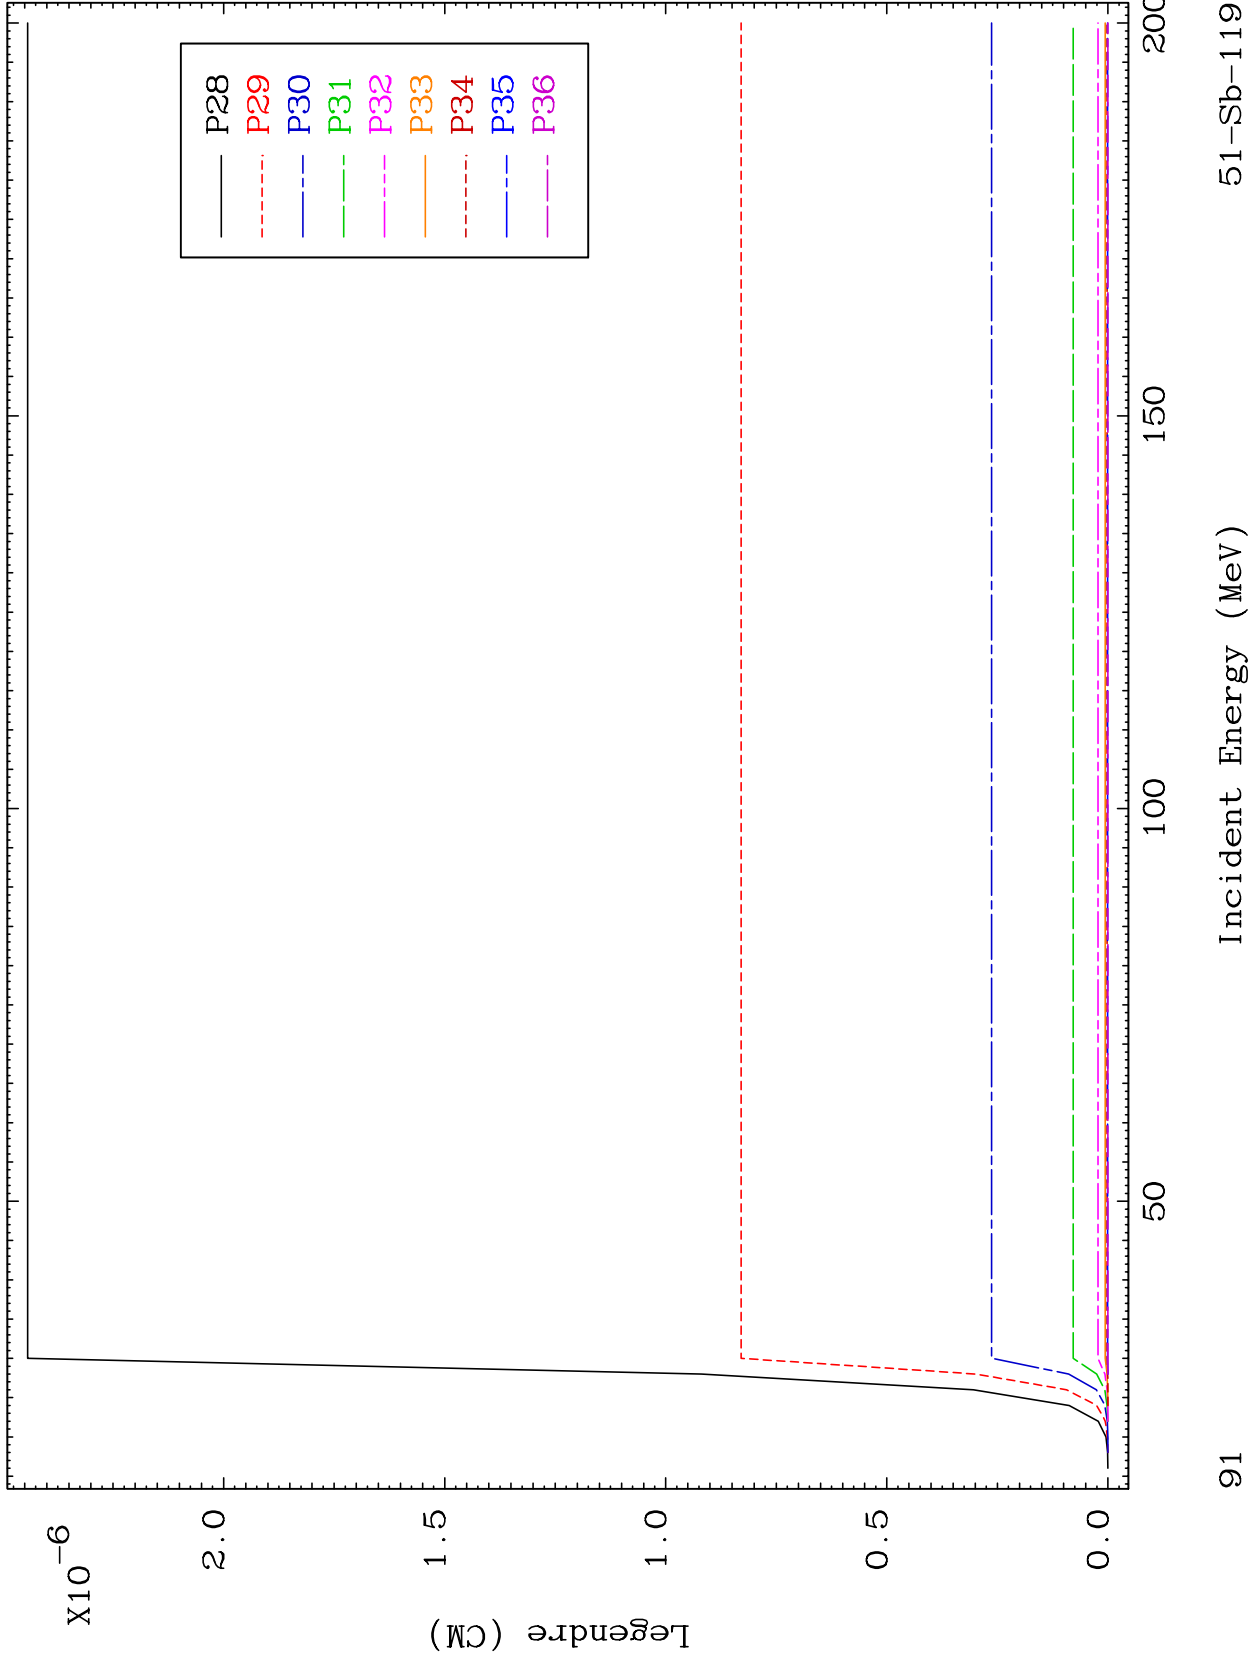 X10-6
2.0
1.5
1.0
0.5
0.0
Legendre (CM)
P28
P29
P30
P31
P32
P33
P34
P35
P36
50
100
150
200
91
Incident Energy (MeV)
51-Sb-119